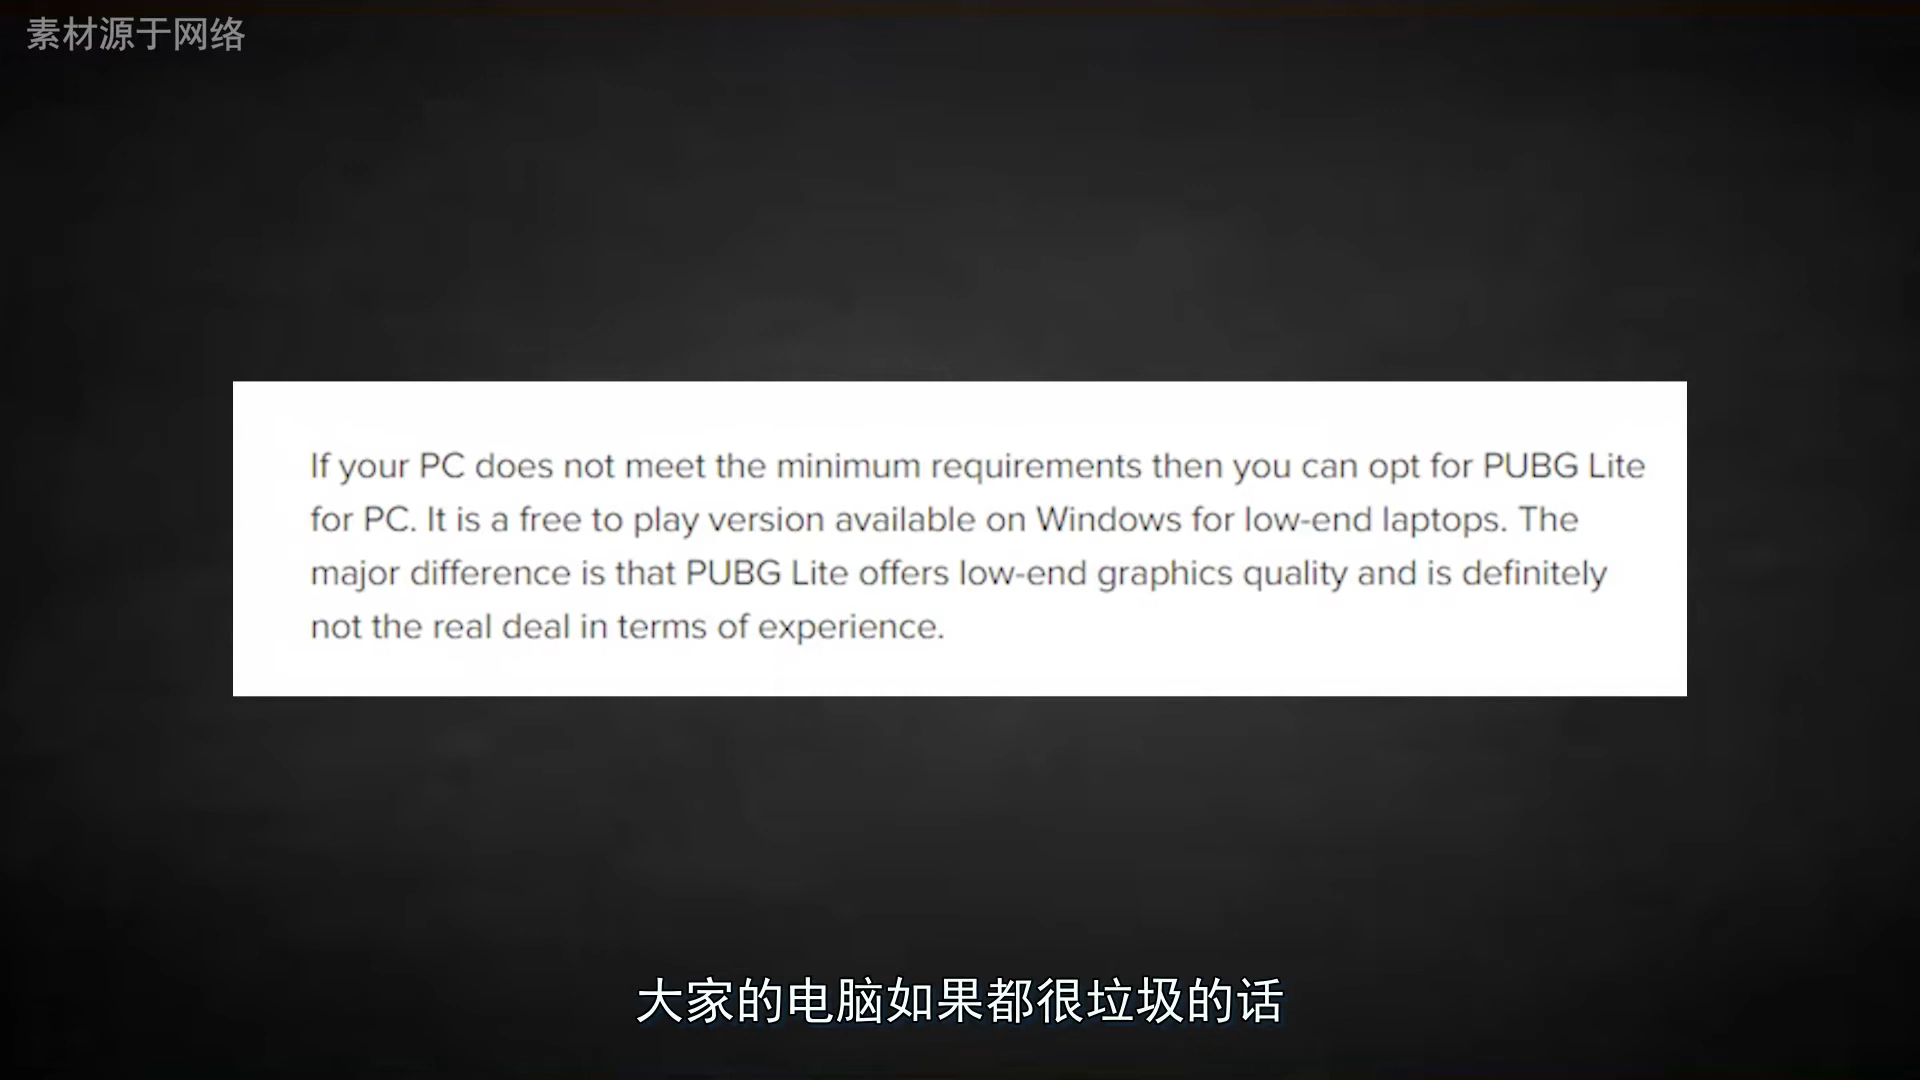 素材源于网络
If your PC does not meet the minimum requirements then you can opt for PUBG Lite
for PC. It is a free to play version available on Windows for low-end laptops. The
major difference is that PUBG Lite offers low-end graphics quality and is definitely
not the real deal in terms of experience.
大家的电脑如果都很垃圾的话